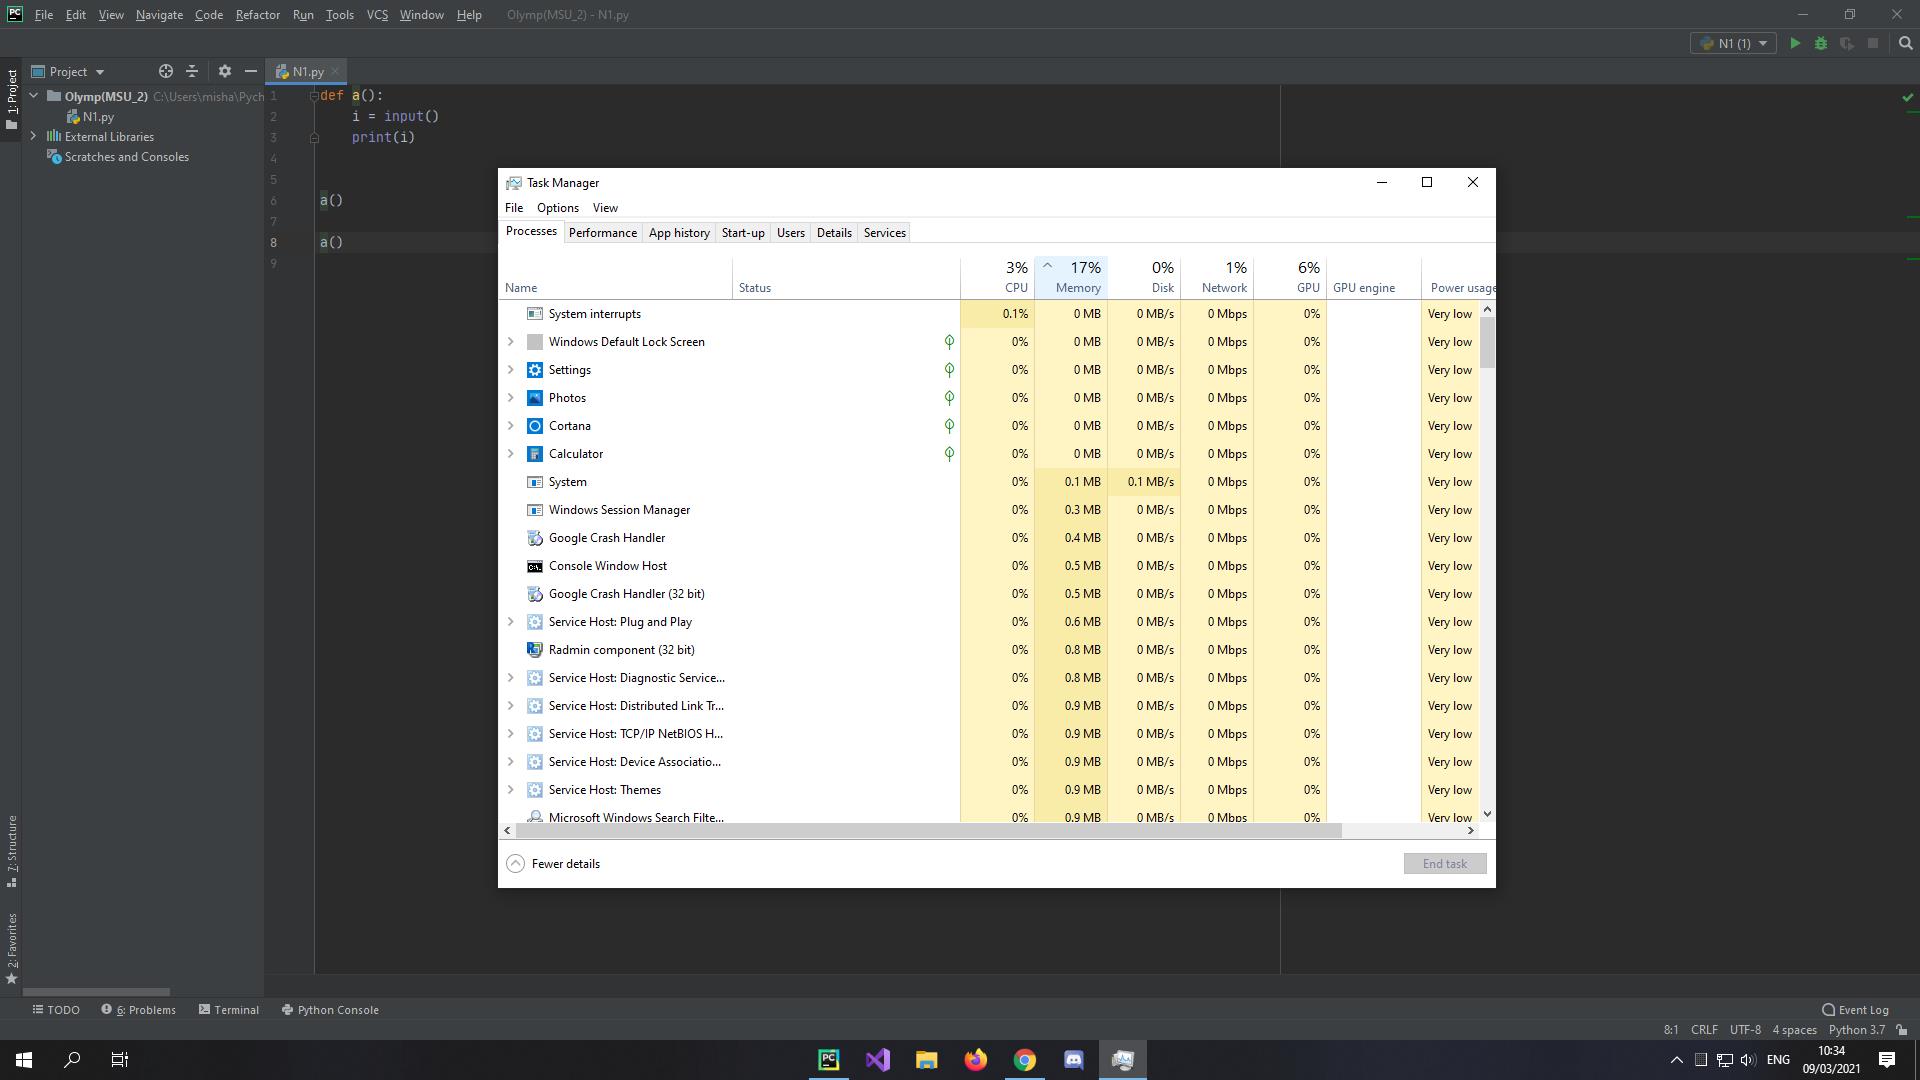 PC File Edit View Navigate Code Refactor Run Tools VCS Window Help Olymp(MSU_2) - N1.py
N1 (1)
Project N1.py
1: Project
Olymp(MSU_2) C:\Users\misha\Pych
N1.py
External Libraries
Scratches and Consoles
7: Structure
2: Favorites
1 def a():
2 i = input()
3 print(i)
4
5
6 a()
7
8 a()
9
Task Manager
File Options View
Processes Performance App history Start-up Users Details Services
3% 17% 0% 1% 6%
Name Status CPU Memory Disk Network GPU GPU engine Power usage
System interrupts 0.1% 0 MB 0 MB/s 0 Mbps 0% Very low
Windows Default Lock Screen 0% 0 MB 0 MB/s 0 Mbps 0% Very low
Settings 0% 0 MB 0 MB/s 0 Mbps 0% Very low
Photos 0% 0 MB 0 MB/s 0 Mbps 0% Very low
Cortana 0% 0 MB 0 MB/s 0 Mbps 0% Very low
Calculator 0% 0 MB 0 MB/s 0 Mbps 0% Very low
System 0% 0.1 MB 0.1 MB/s 0 Mbps 0% Very low
Windows Session Manager 0% 0.3 MB 0 MB/s 0 Mbps 0% Very low
Google Crash Handler 0% 0.4 MB 0 MB/s 0 Mbps 0% Very low
Console Window Host 0% 0.5 MB 0 MB/s 0 Mbps 0% Very low
Google Crash Handler (32 bit) 0% 0.5 MB 0 MB/s 0 Mbps 0% Very low
Service Host: Plug and Play 0% 0.6 MB 0 MB/s 0 Mbps 0% Very low
Radmin component (32 bit) 0% 0.8 MB 0 MB/s 0 Mbps 0% Very low
Service Host: Diagnostic Service... 0% 0.8 MB 0 MB/s 0 Mbps 0% Very low
Service Host: Distributed Link Tr... 0% 0.9 MB 0 MB/s 0 Mbps 0% Very low
Service Host: TCP/IP NetBIOS H... 0% 0.9 MB 0 MB/s 0 Mbps 0% Very low
Service Host: Device Associatio... 0% 0.9 MB 0 MB/s 0 Mbps 0% Very low
Service Host: Themes 0% 0.9 MB 0 MB/s 0 Mbps 0% Very low
Microsoft Windows Search Filte... 0% 0.9 MB 0 MB/s 0 Mbps 0% Very low
Fewer details End task
TODO 6: Problems Terminal Python Console Event Log
8:1 CRLF UTF-8 4 spaces Python 3.7
PC ENG 10:34
09/03/2021